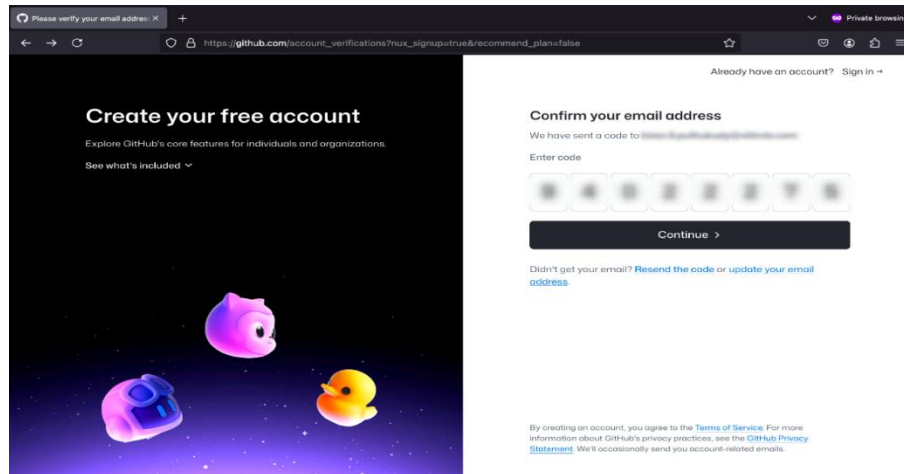 Please verify your email addres
Private browsin
https://github.com/account_verifications?nux_signup=true&recommend_plan=false
Already have an account? Sign in →
Create your free account
Explore GitHub's core features for individuals and organizations.
See what's included
Confirm your email address
We have sent a code to
Enter code
Continue >
Didn't get your email? Resend the code or update your email
address.
By creating an account, you agree to the Terms of Service. For more
information about GitHub's privacy practices, see the GitHub Privacy
Statement. We'll occasionally send you account-related emails.